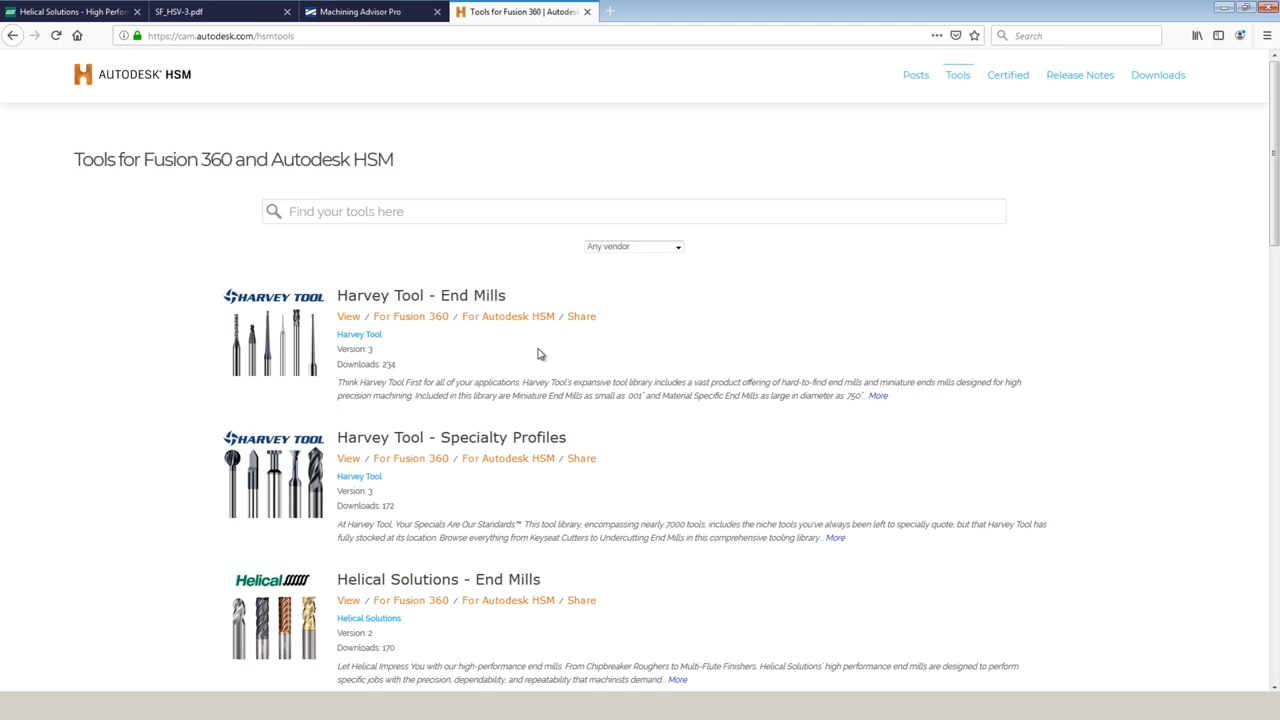 Helical Solutions - High Perfor
SF_HSV-3.pdf
Machining Advisor Pro
Tools for Fusion 360 | Autodesk
https://cam.autodesk.com/hsmtools
Search
AUTODESK® HSM
Posts
Tools
Certified
Release Notes
Downloads
Tools for Fusion 360 and Autodesk HSM
Find your tools here
Any vendor
HARVEY TOOL
Harvey Tool - End Mills
View / For Fusion 360 / For Autodesk HSM / Share
Harvey Tool
Version: 3
Downloads: 234
Think Harvey Tool First for all of your applications. Harvey Tool's expansive tool library includes a vast product offering of hard-to-find end mills and miniature ends mills designed for high
precision machining. Included in this library are Miniature End Mills as small as .001" and Material Specific End Mills as large in diameter as .750".. More
HARVEY TOOL
Harvey Tool - Specialty Profiles
View / For Fusion 360 / For Autodesk HSM / Share
Harvey Tool
Version: 3
Downloads: 172
At Harvey Tool, Your Specials Are Our Standards™. This tool library, encompassing nearly 7000 tools, includes the niche tools you've always been left to specially quote, but that Harvey Tool has
fully stocked at its location. Browse everything from Keyseat Cutters to Undercutting End Mills in this comprehensive tooling library... More
Helical
Helical Solutions - End Mills
View / For Fusion 360 / For Autodesk HSM / Share
Helical Solutions
Version: 2
Downloads: 170
Let Helical Impress You with our high-performance end mills. From Chipbreaker Roughers to Multi-Flute Finishers, Helical Solutions' high performance end mills are designed to perform
specific jobs with the precision, dependability, and repeatability that machinists demand... More